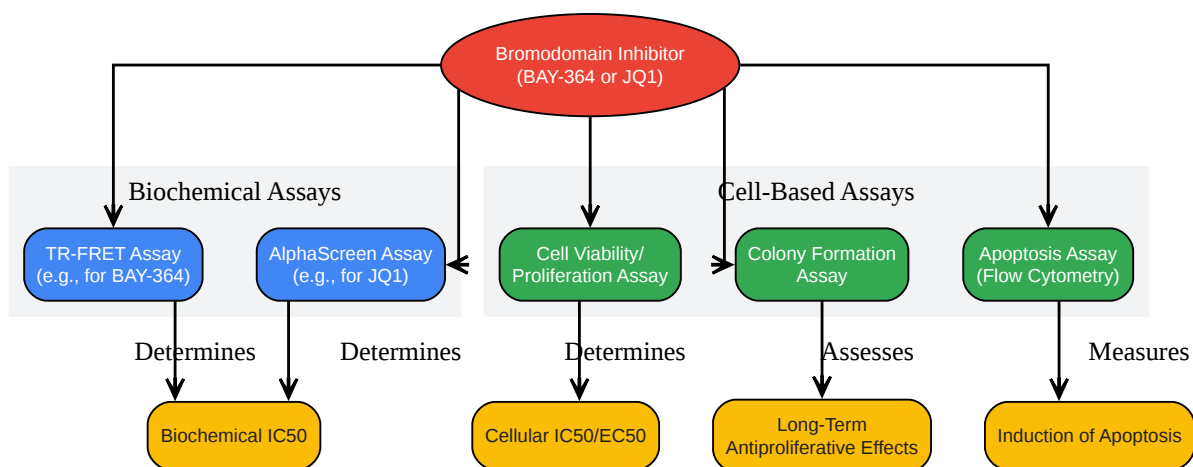 Bromodomain Inhibitor
(BAY-364 or JQ1)
Biochemical Assays
Cell-Based Assays
TR-FRET Assay
(e.g., for BAY-364)
AlphaScreen Assay
(e.g., for JQ1)
Cell Viability/
Proliferation Assay
Colony Formation
Assay
Apoptosis Assay
(Flow Cytometry)
Determines
Determines
Determines
Assesses
Measures
Biochemical IC50
Cellular IC50/EC50
Long-Term
Antiproliferative Effects
Induction of Apoptosis